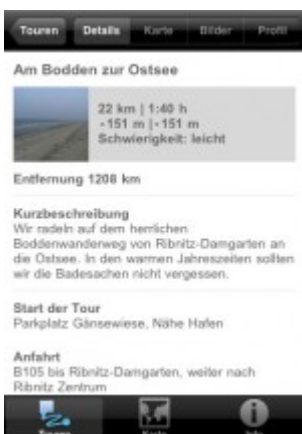 Touren Details Karte Bilder Profil
Am Bodden zur Ostsee
22 km | 1:40 h
-151 m |-151 m
Schwierigkeit: leicht
Entfernung 1208 km
Kurzbeschreibung
Wir radeln auf dem herrlichen
Boddenwanderweg von Ribnitz-Damgarten an
die Ostsee. In den warmen Jahreszeiten sollten
wir die Badesachen nicht vergessen.
Start der Tour
Parkplatz Gänsewiese, Nähe Hafen
Anfahrt
B105 bis Ribnitz-Damgarten, weiter nach
Ribnitz Zentrum
Touren Karte Info